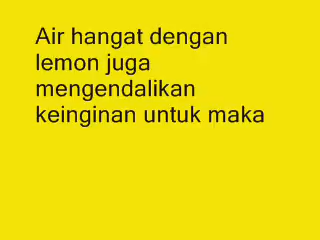 Air hangat dengan
lemon juga
mengendalikan
keinginan untuk maka